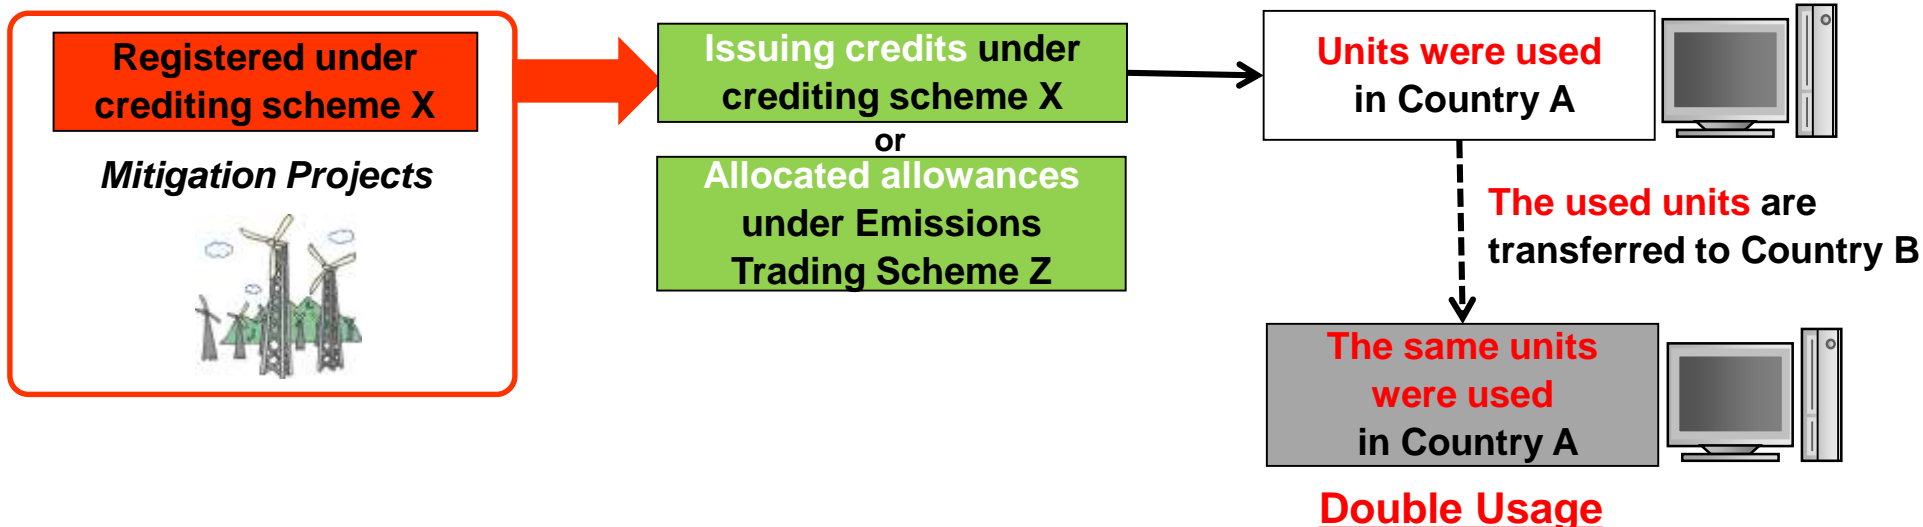 Registered under
crediting scheme X
Mitigation Projects
Issuing credits under
crediting scheme X
or
Allocated allowances
under Emissions
Trading Scheme Z
Units were used
in Country A
The used units are
transferred to Country B
The same units
were used
in Country A
Double Usage